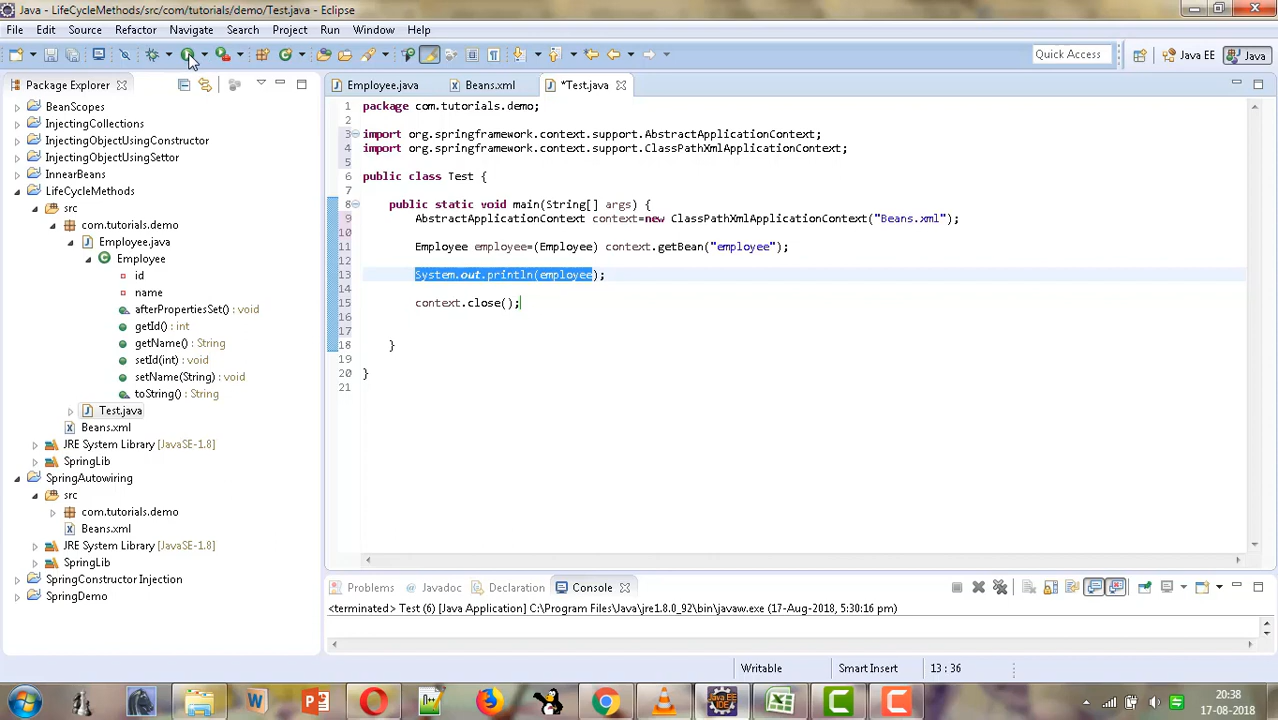 Java - LifeCycleMethods/src/com/tutorials/demo/Test.java - Eclipse
File Edit Source Refactor Navigate Search Project Run Window Help
Quick Access Java EE Java
Package Explorer
BeanScopes
InjectingCollections
InjectingObjectUsingConstructor
InjectingObjectUsingSettor
InnearBeans
LifeCycleMethods
src
com.tutorials.demo
Employee.java
Employee
id
name
afterPropertiesSet() : void
getId() : int
getName() : String
setId(int) : void
setName(String) : void
toString() : String
Test.java
Beans.xml
JRE System Library [JavaSE-1.8]
SpringLib
SpringAutowiring
src
com.tutorials.demo
Beans.xml
JRE System Library [JavaSE-1.8]
SpringLib
SpringConstructor Injection
SpringDemo
Employee.java Beans.xml *Test.java
1 package com.tutorials.demo;
2
3 import org.springframework.context.support.AbstractApplicationContext;
4 import org.springframework.context.support.ClassPathXmlApplicationContext;
5
6 public class Test {
7
8 public static void main(String[] args) {
9 AbstractApplicationContext context=new ClassPathXmlApplicationContext("Beans.xml");
10
11 Employee employee=(Employee) context.getBean("employee");
12
13 System.out.println(employee);
14
15 context.close();
16
17
18 }
19
20 }
21
Problems Javadoc Declaration Console
<terminated> Test (6) [Java Application] C:\Program Files\Java\jre1.8.0_92\bin\javaw.exe (17-Aug-2018, 5:30:16 pm)
Writable Smart Insert 13 : 36
Java EE
IDE
20:38
17-08-2018